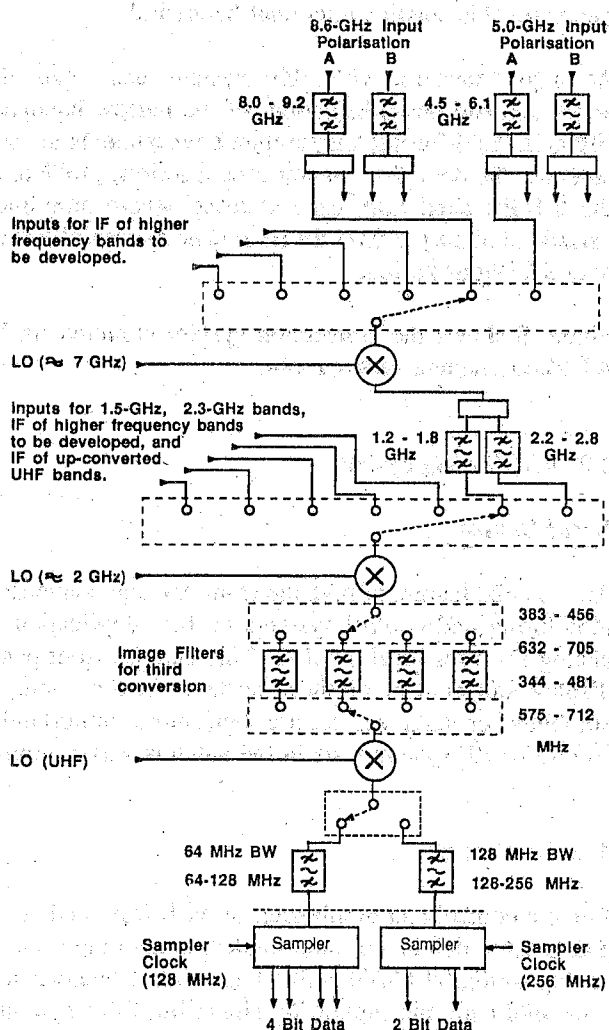 8.6-GHz Input
Polarisation
A B
5.0-GHz Input
Polarisation
A B
8.0 - 9.2
GHz
4.5 - 6.1
GHz
Inputs for IF of higher
frequency bands to
be developed.
LO (≈ 7 GHz)
Inputs for 1.5-GHz, 2.3-GHz bands,
IF of higher frequency bands
to be developed, and
IF of up-converted
UHF bands.
1.2 - 1.8
GHz
2.2 - 2.8
GHz
LO (≈ 2 GHz)
Image Filters
for third
conversion
383 - 456
632 - 705
344 - 481
575 - 712
MHz
LO (UHF)
64 MHz BW
64-128 MHz
128 MHz BW
128-256 MHz
Sampler
Clock
(128 MHz)
Sampler
Sampler
Sampler
Clock
(256 MHz)
4 Bit Data
2 Bit Data